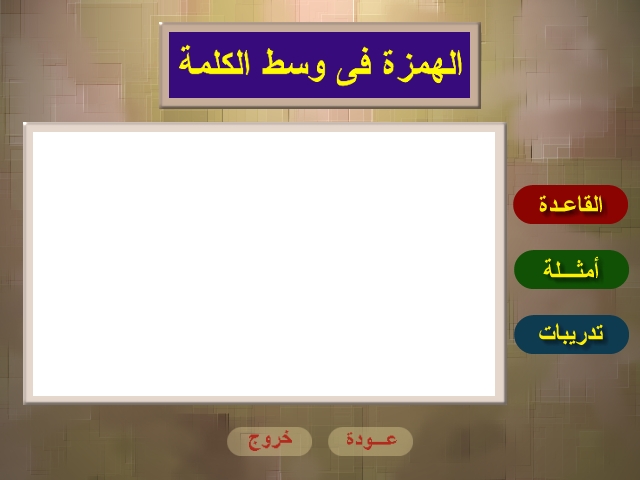 الهمزة فى وسط الكلمة
القاعدة
أمثـــلة
تدريبات
عـــودة
خروج